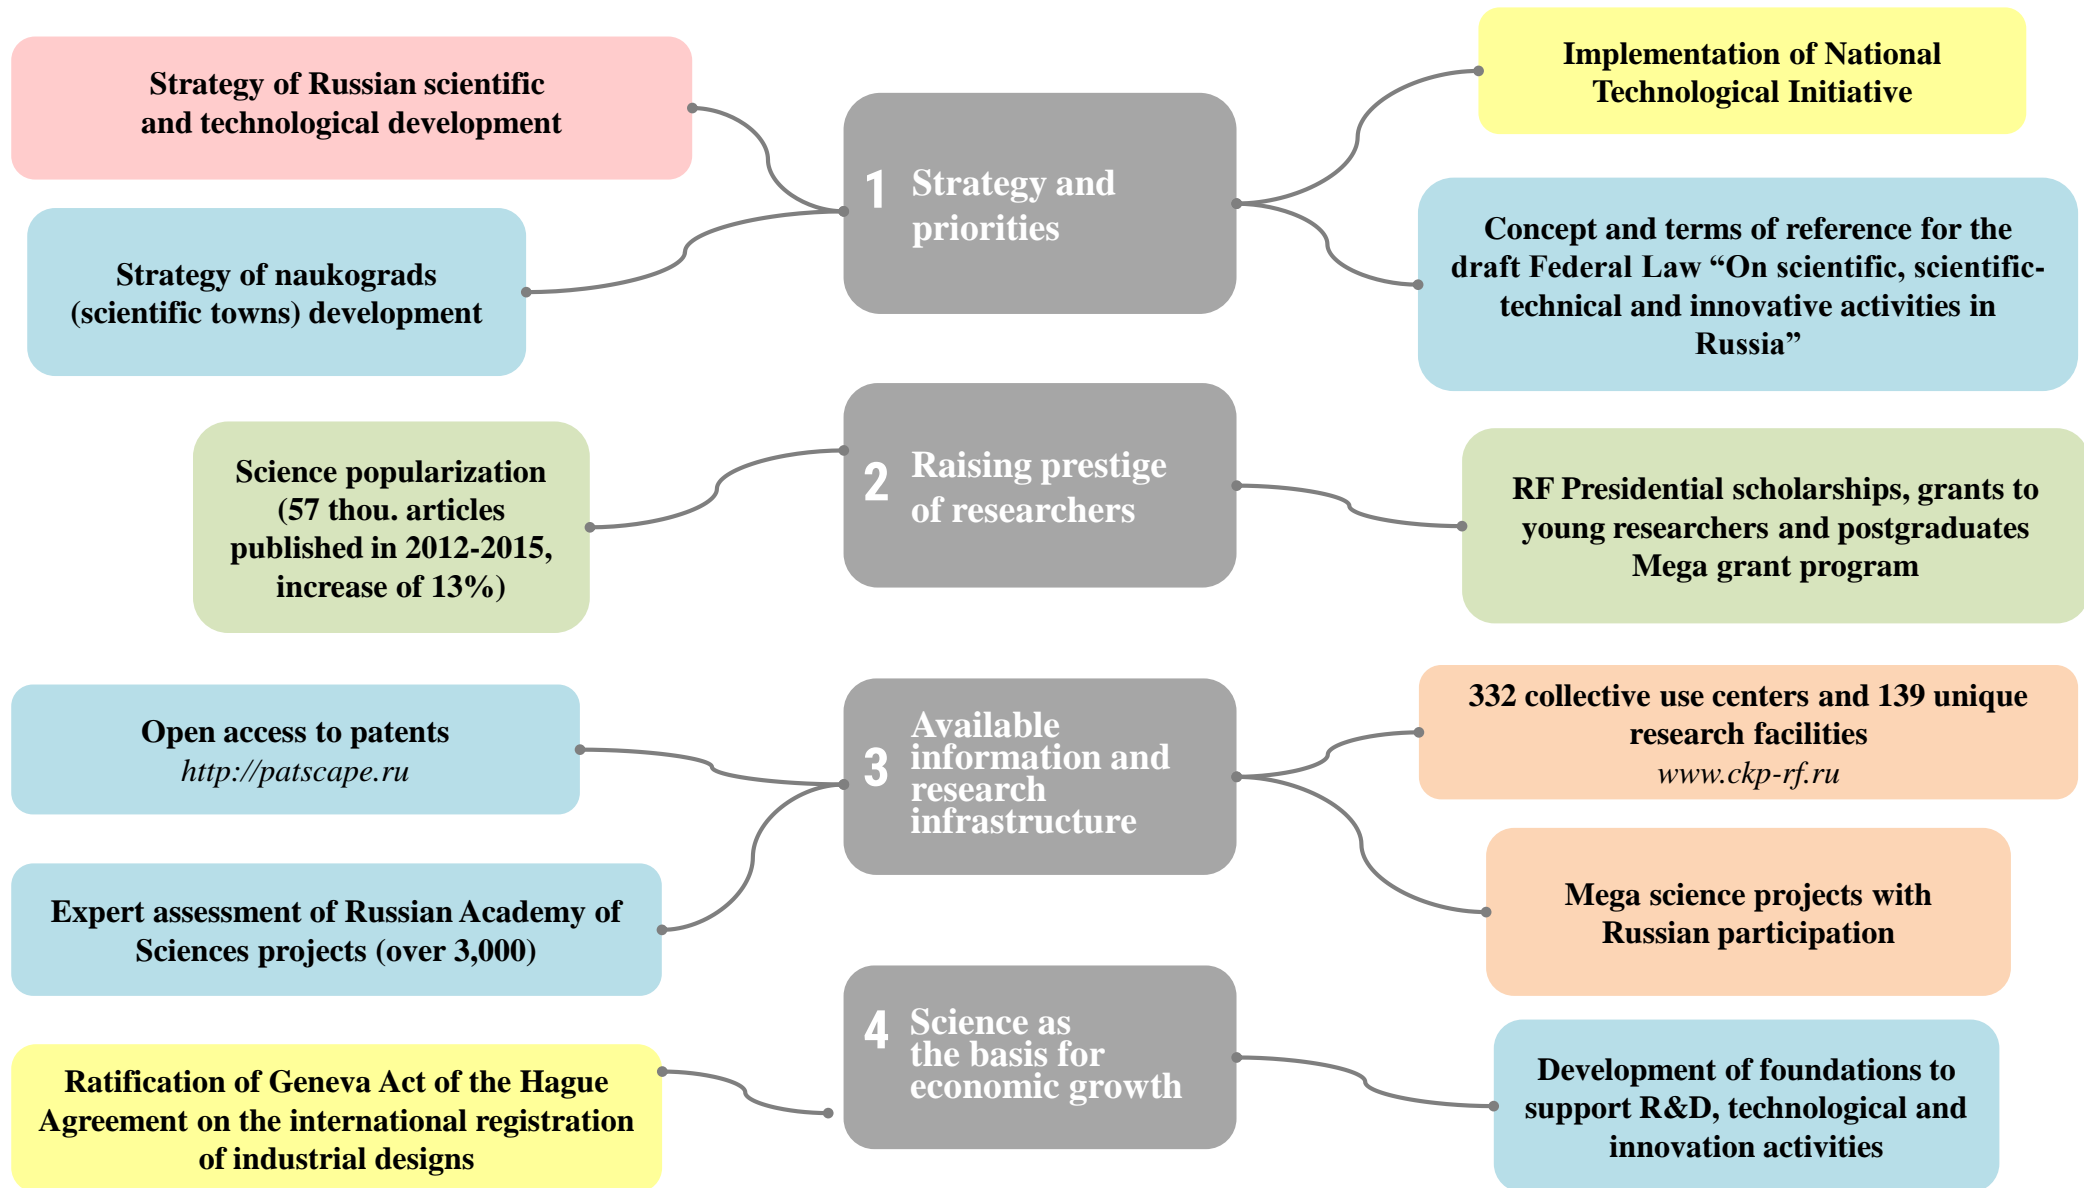 Strategy of Russian scientific
and technological development
Strategy of naukograds
(scientific towns) development
1 Strategy and
priorities
Implementation of National
Technological Initiative
Concept and terms of reference for the
draft Federal Law “On scientific, scientific-
technical and innovative activities in
Russia”
Science popularization
(57 thou. articles
published in 2012-2015,
increase of 13%)
2 Raising prestige
of researchers
RF Presidential scholarships, grants to
young researchers and postgraduates
Mega grant program
Open access to patents
http://patscape.ru
Expert assessment of Russian Academy of
Sciences projects (over 3,000)
3 Available
information and
research
infrastructure
332 collective use centers and 139 unique
research facilities
www.ckp-rf.ru
Mega science projects with
Russian participation
Ratification of Geneva Act of the Hague
Agreement on the international registration
of industrial designs
4 Science as
the basis for
economic growth
Development of foundations to
support R&D, technological and
innovation activities